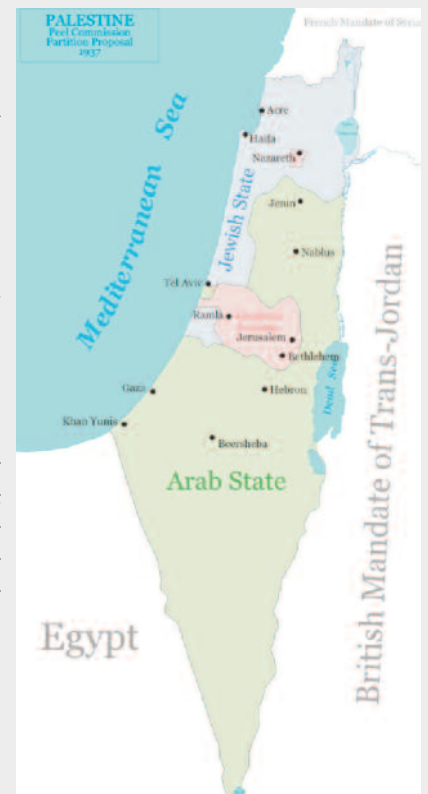 PALESTINE
Peel Commission
Partition Proposal
1937
French Mandate of Syria
Mediterranean Sea
Acre
Haifa
Nazareth
Jewish State
Jenin
Nablus
Tel Aviv
Ramla
Jerusalem
Bethlehem
Gaza
Hebron
Dead Sea
Khan Yunis
Beersheba
Arab State
Egypt
British Mandate of Trans-Jordan